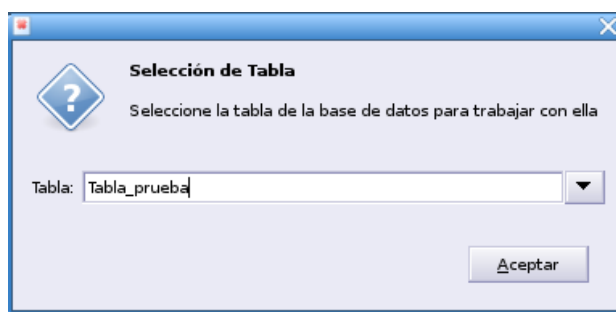 Selección de Tabla
Seleccione la tabla de la base de datos para trabajar con ella
Tabla: Tabla_prueba
Aceptar